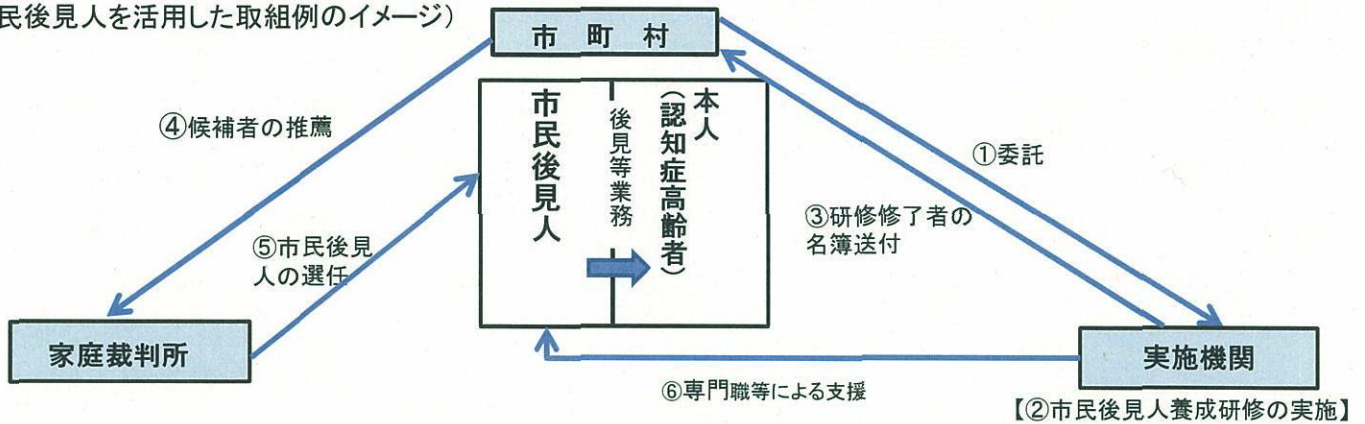 民後見人を活用した取組例のイメージ）
市 町 村
④候補者の推薦
①委託
市民後見人
後見等業務
本人
（認知症高齢者）
③研修修了者の
名簿送付
⑤市民後見
人の選任
家庭裁判所
実施機関
⑥専門職等による支援
【②市民後見人養成研修の実施】